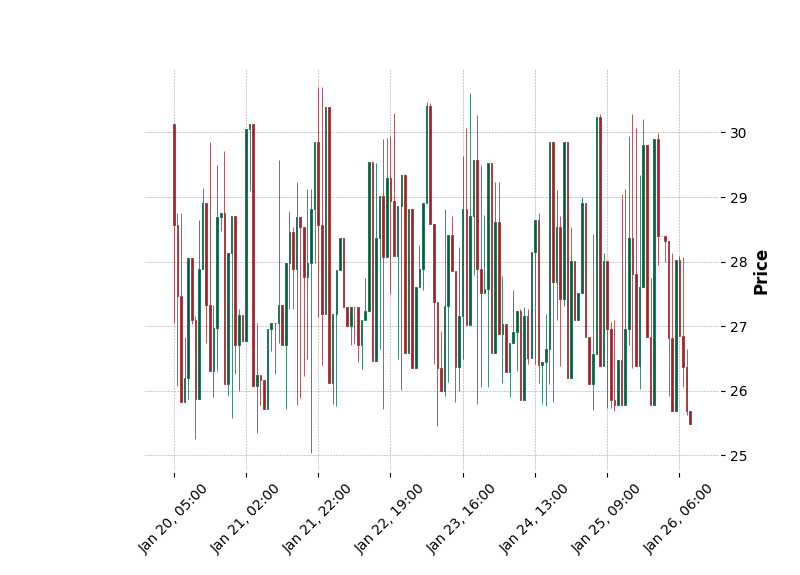 30
29
28
27
26
25
Price
Jan 20, 05:00
Jan 21, 02:00
Jan 21, 22:00
Jan 22, 19:00
Jan 23, 16:00
Jan 24, 13:00
Jan 25, 09:00
Jan 26, 06:00